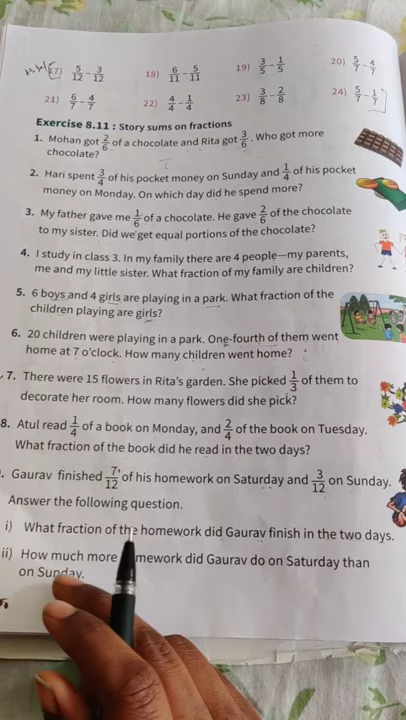 17) 5/12 - 3/12 18) 6/11 - 5/11 19) 3/5 - 1/5 20) 5/7 - 4/7
21) 6/7 - 4/7 22) 4/4 - 1/4 23) 3/8 - 2/8 24) 5/7 - 1/7
Exercise 8.11 : Story sums on fractions
1. Mohan got 2/6 of a chocolate and Rita got 3/6. Who got more
chocolate?
2. Hari spent 3/4 of his pocket money on Sunday and 1/4 of his pocket
money on Monday. On which day did he spend more?
3. My father gave me 1/6 of a chocolate. He gave 2/6 of the chocolate
to my sister. Did we get equal portions of the chocolate?
4. I study in class 3. In my family there are 4 people—my parents,
me and my little sister. What fraction of my family are children?
5. 6 boys and 4 girls are playing in a park. What fraction of the
children playing are girls?
6. 20 children were playing in a park. One-fourth of them went
home at 7 o'clock. How many children went home?
7. There were 15 flowers in Rita's garden. She picked 1/3 of them to
decorate her room. How many flowers did she pick?
8. Atul read 1/4 of a book on Monday, and 2/4 of the book on Tuesday.
What fraction of the book did he read in the two days?
. Gaurav finished 7/12 of his homework on Saturday and 3/12 on Sunday.
Answer the following question.
i) What fraction of the homework did Gaurav finish in the two days.
ii) How much more mework did Gaurav do on Saturday than
on Sunday.